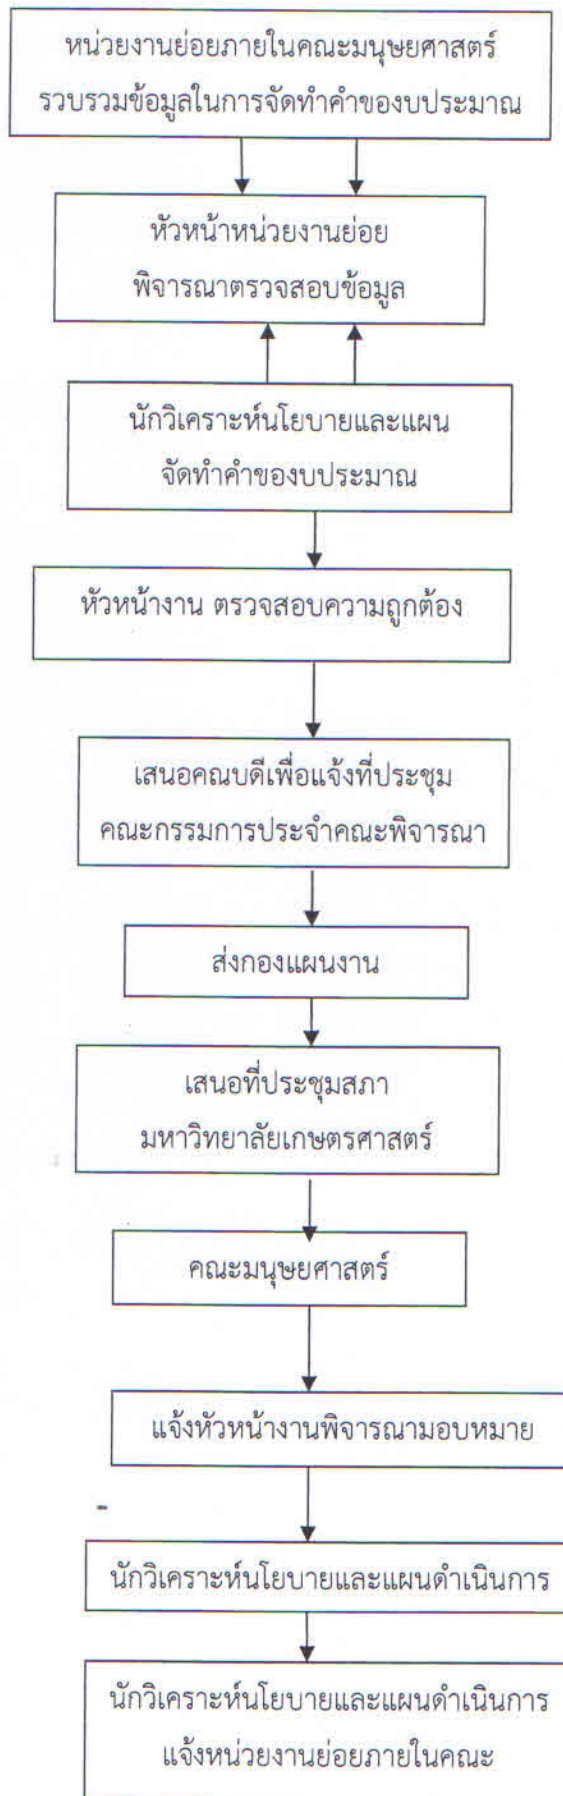 หน่วยงานย่อยภายในคณะมนุษยศาสตร์
รวบรวมข้อมูลในการจัดทำคำของบประมาณ
หัวหน้าหน่วยงานย่อย
พิจารณาตรวจสอบข้อมูล
นักวิเคราะห์นโยบายและแผน
จัดทำคำของบประมาณ
หัวหน้างาน ตรวจสอบความถูกต้อง
เสนอคณบดีเพื่อแจ้งที่ประชุม
คณะกรรมการประจำคณะพิจารณา
ส่งกองแผนงาน
เสนอที่ประชุมสภา
มหาวิทยาลัยเกษตรศาสตร์
คณะมนุษยศาสตร์
แจ้งหัวหน้างานพิจารณามอบหมาย
นักวิเคราะห์นโยบายและแผนดำเนินการ
นักวิเคราะห์นโยบายและแผนดำเนินการ
แจ้งหน่วยงานย่อยภายในคณะ